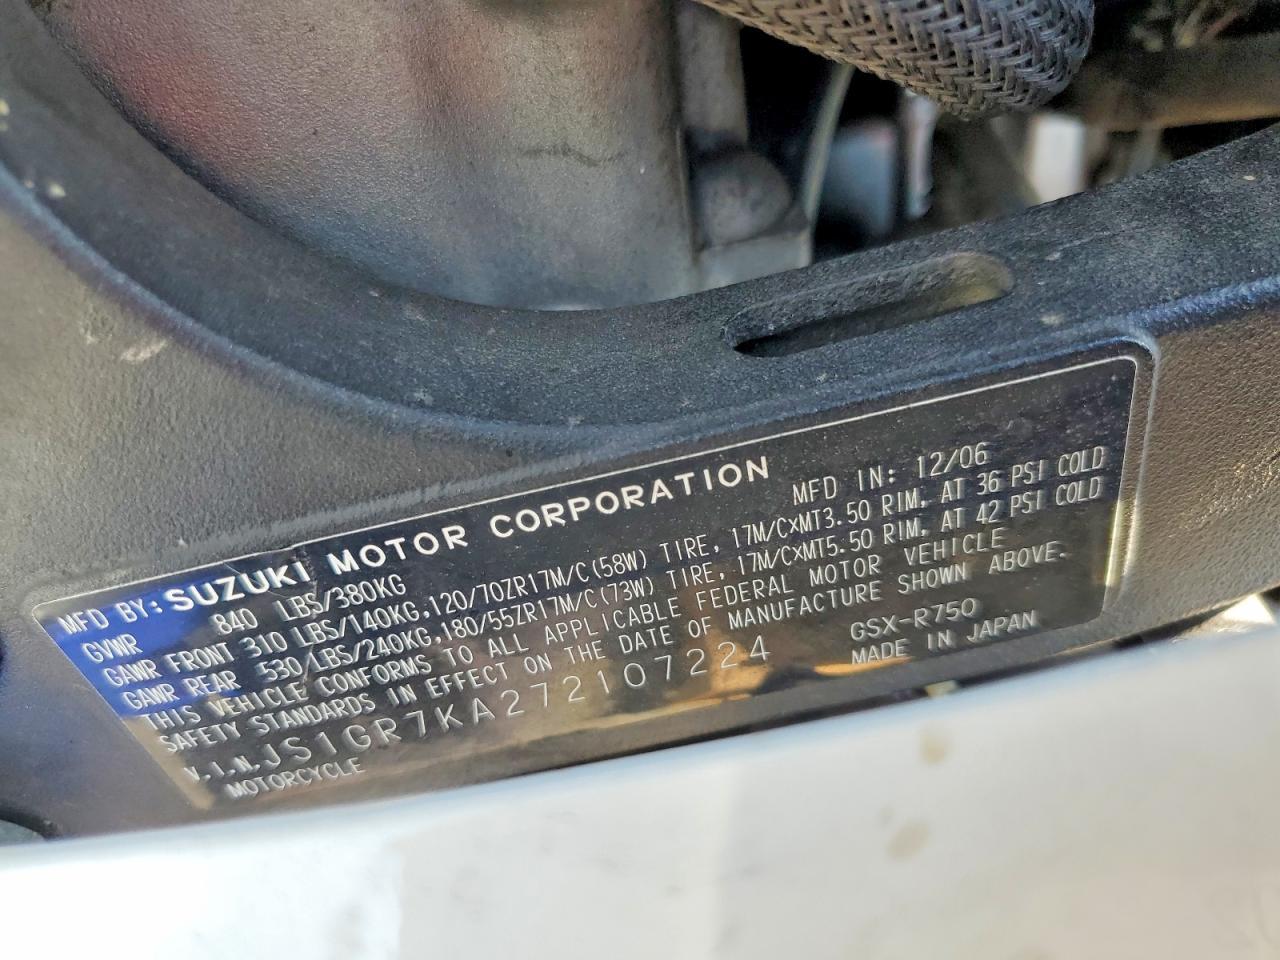 MFD BY: SUZUKI MOTOR CORPORATION
MFD IN: 12/06
GVWR 840 LBS/380KG
GAWR FRONT 310 LBS/140KG,120/70ZR17M/C(58W) TIRE, 17M/C×MT3.50 RIM, AT 36 PSI COLD
GAWR REAR 530 LBS/240KG,180/55ZR17M/C(73W) TIRE, 17M/C×MT5.50 RIM, AT 42 PSI COLD
THIS VEHICLE CONFORMS TO ALL APPLICABLE FEDERAL MOTOR VEHICLE
SAFETY STANDARDS IN EFFECT ON THE DATE OF MANUFACTURE SHOWN ABOVE.
V.I.N. JS1GR7KA272107224 GSX-R750
MOTORCYCLE MADE IN JAPAN